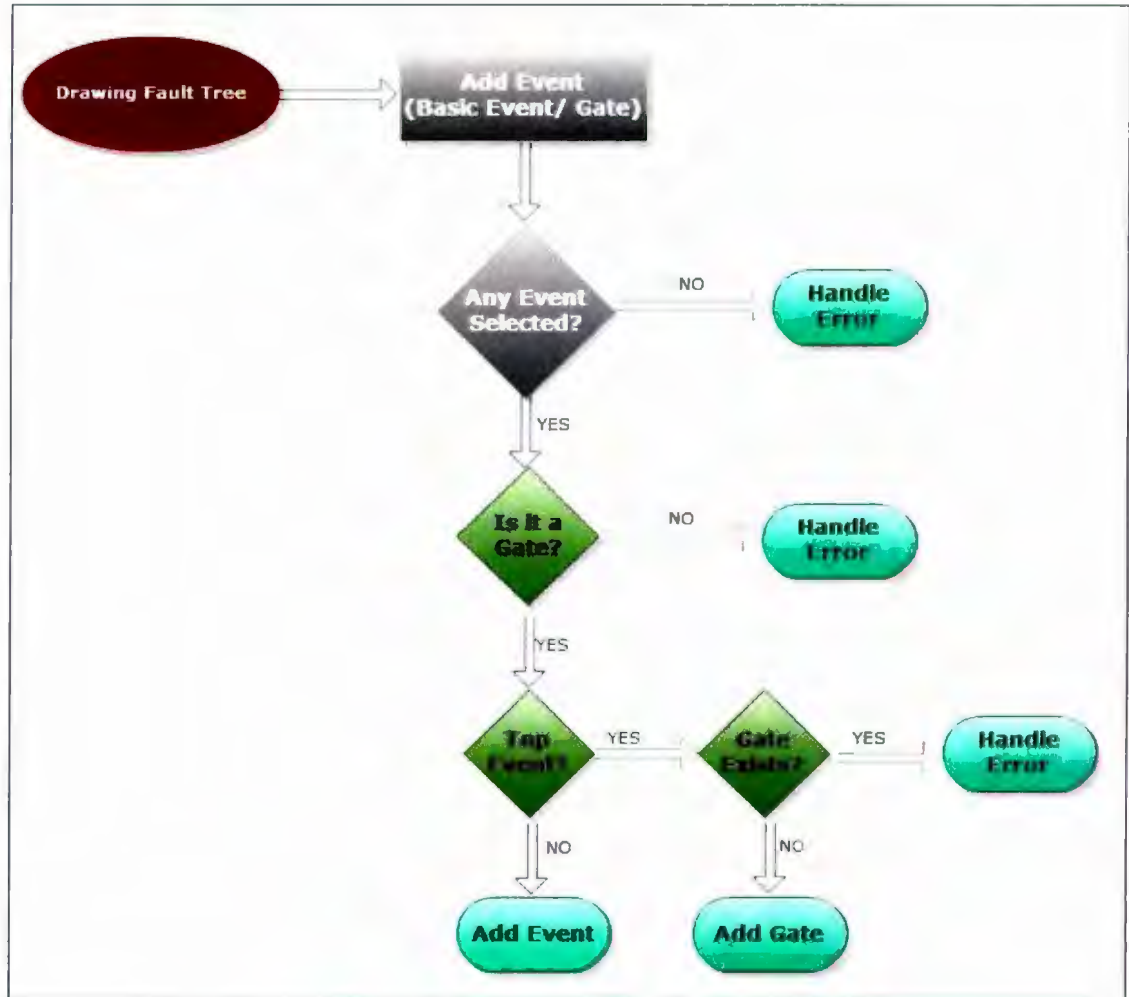 Drawing Fault Tree
Add Event
(Basic Event/ Gate)
Any Event
Selected?
NO
Handle
Error
YES
Is it a
Gate?
NO
Handle
Error
YES
Top
Event?
YES
Gate
Exists?
YES
Handle
Error
NO
NO
Add Event
Add Gate